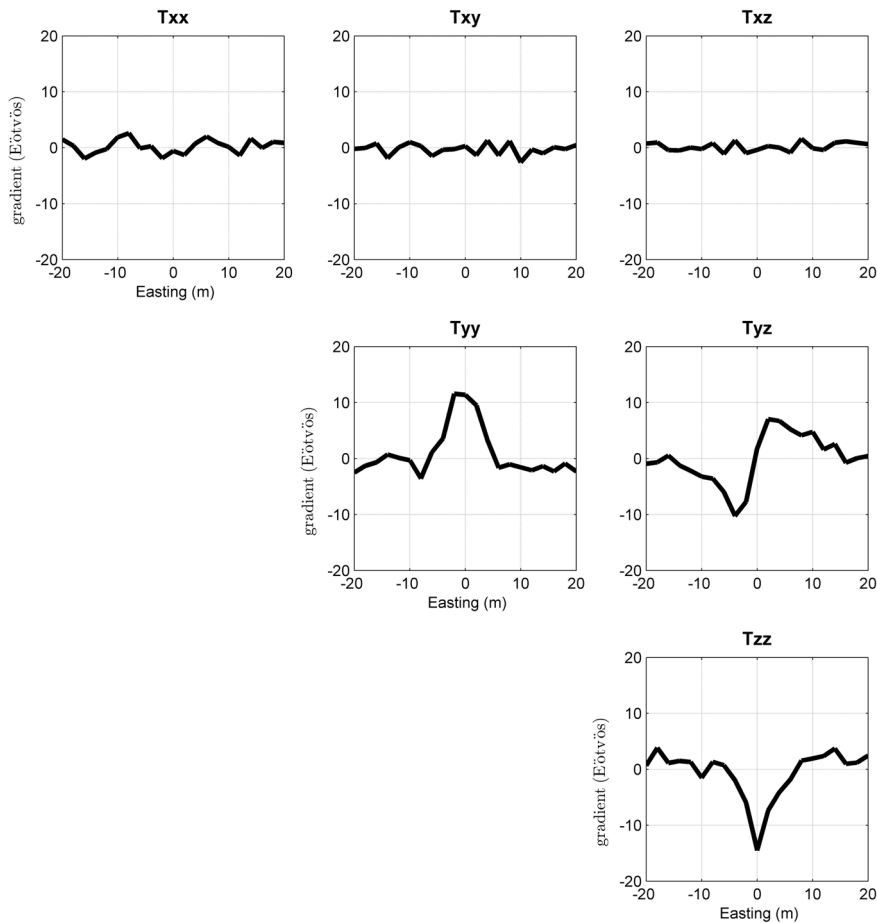 Txx Txy Txz
20 20 20
10 10 10
0 0 0
-10 -10 -10
-20 -20 -20
gradient (Eötvös)
-20 -10 0 10 20 -20 -10 0 10 20 -20 -10 0 10 20
Easting (m)
Tyy Tyz
20 20
10 10
0 0
-10 -10
-20 -20
gradient (Eötvös)
-20 -10 0 10 20 -20 -10 0 10 20
Easting (m)
Tzz
20
10
0
-10
-20
gradient (Eötvös)
-20 -10 0 10 20
Easting (m)